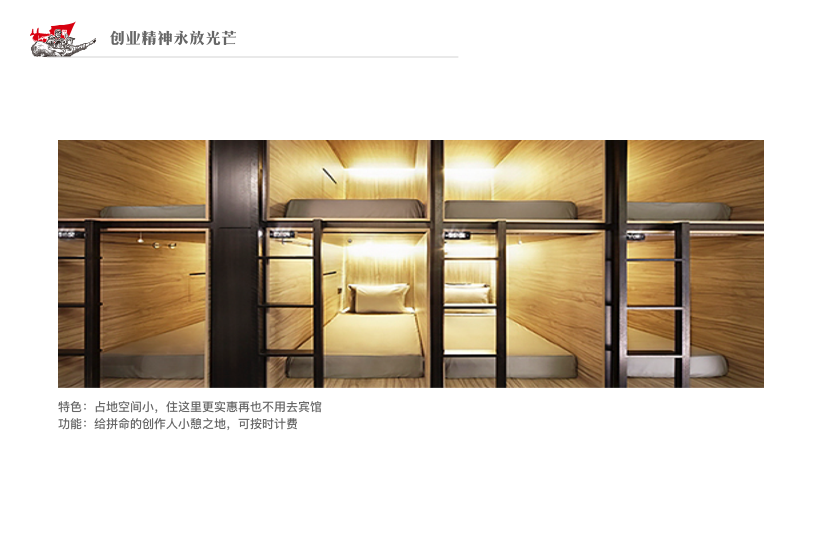 创业精神永放光芒
特色：占地空间小，住这里更实惠再也不用去宾馆
功能：给拼命的创作人小憩之地，可按时计费